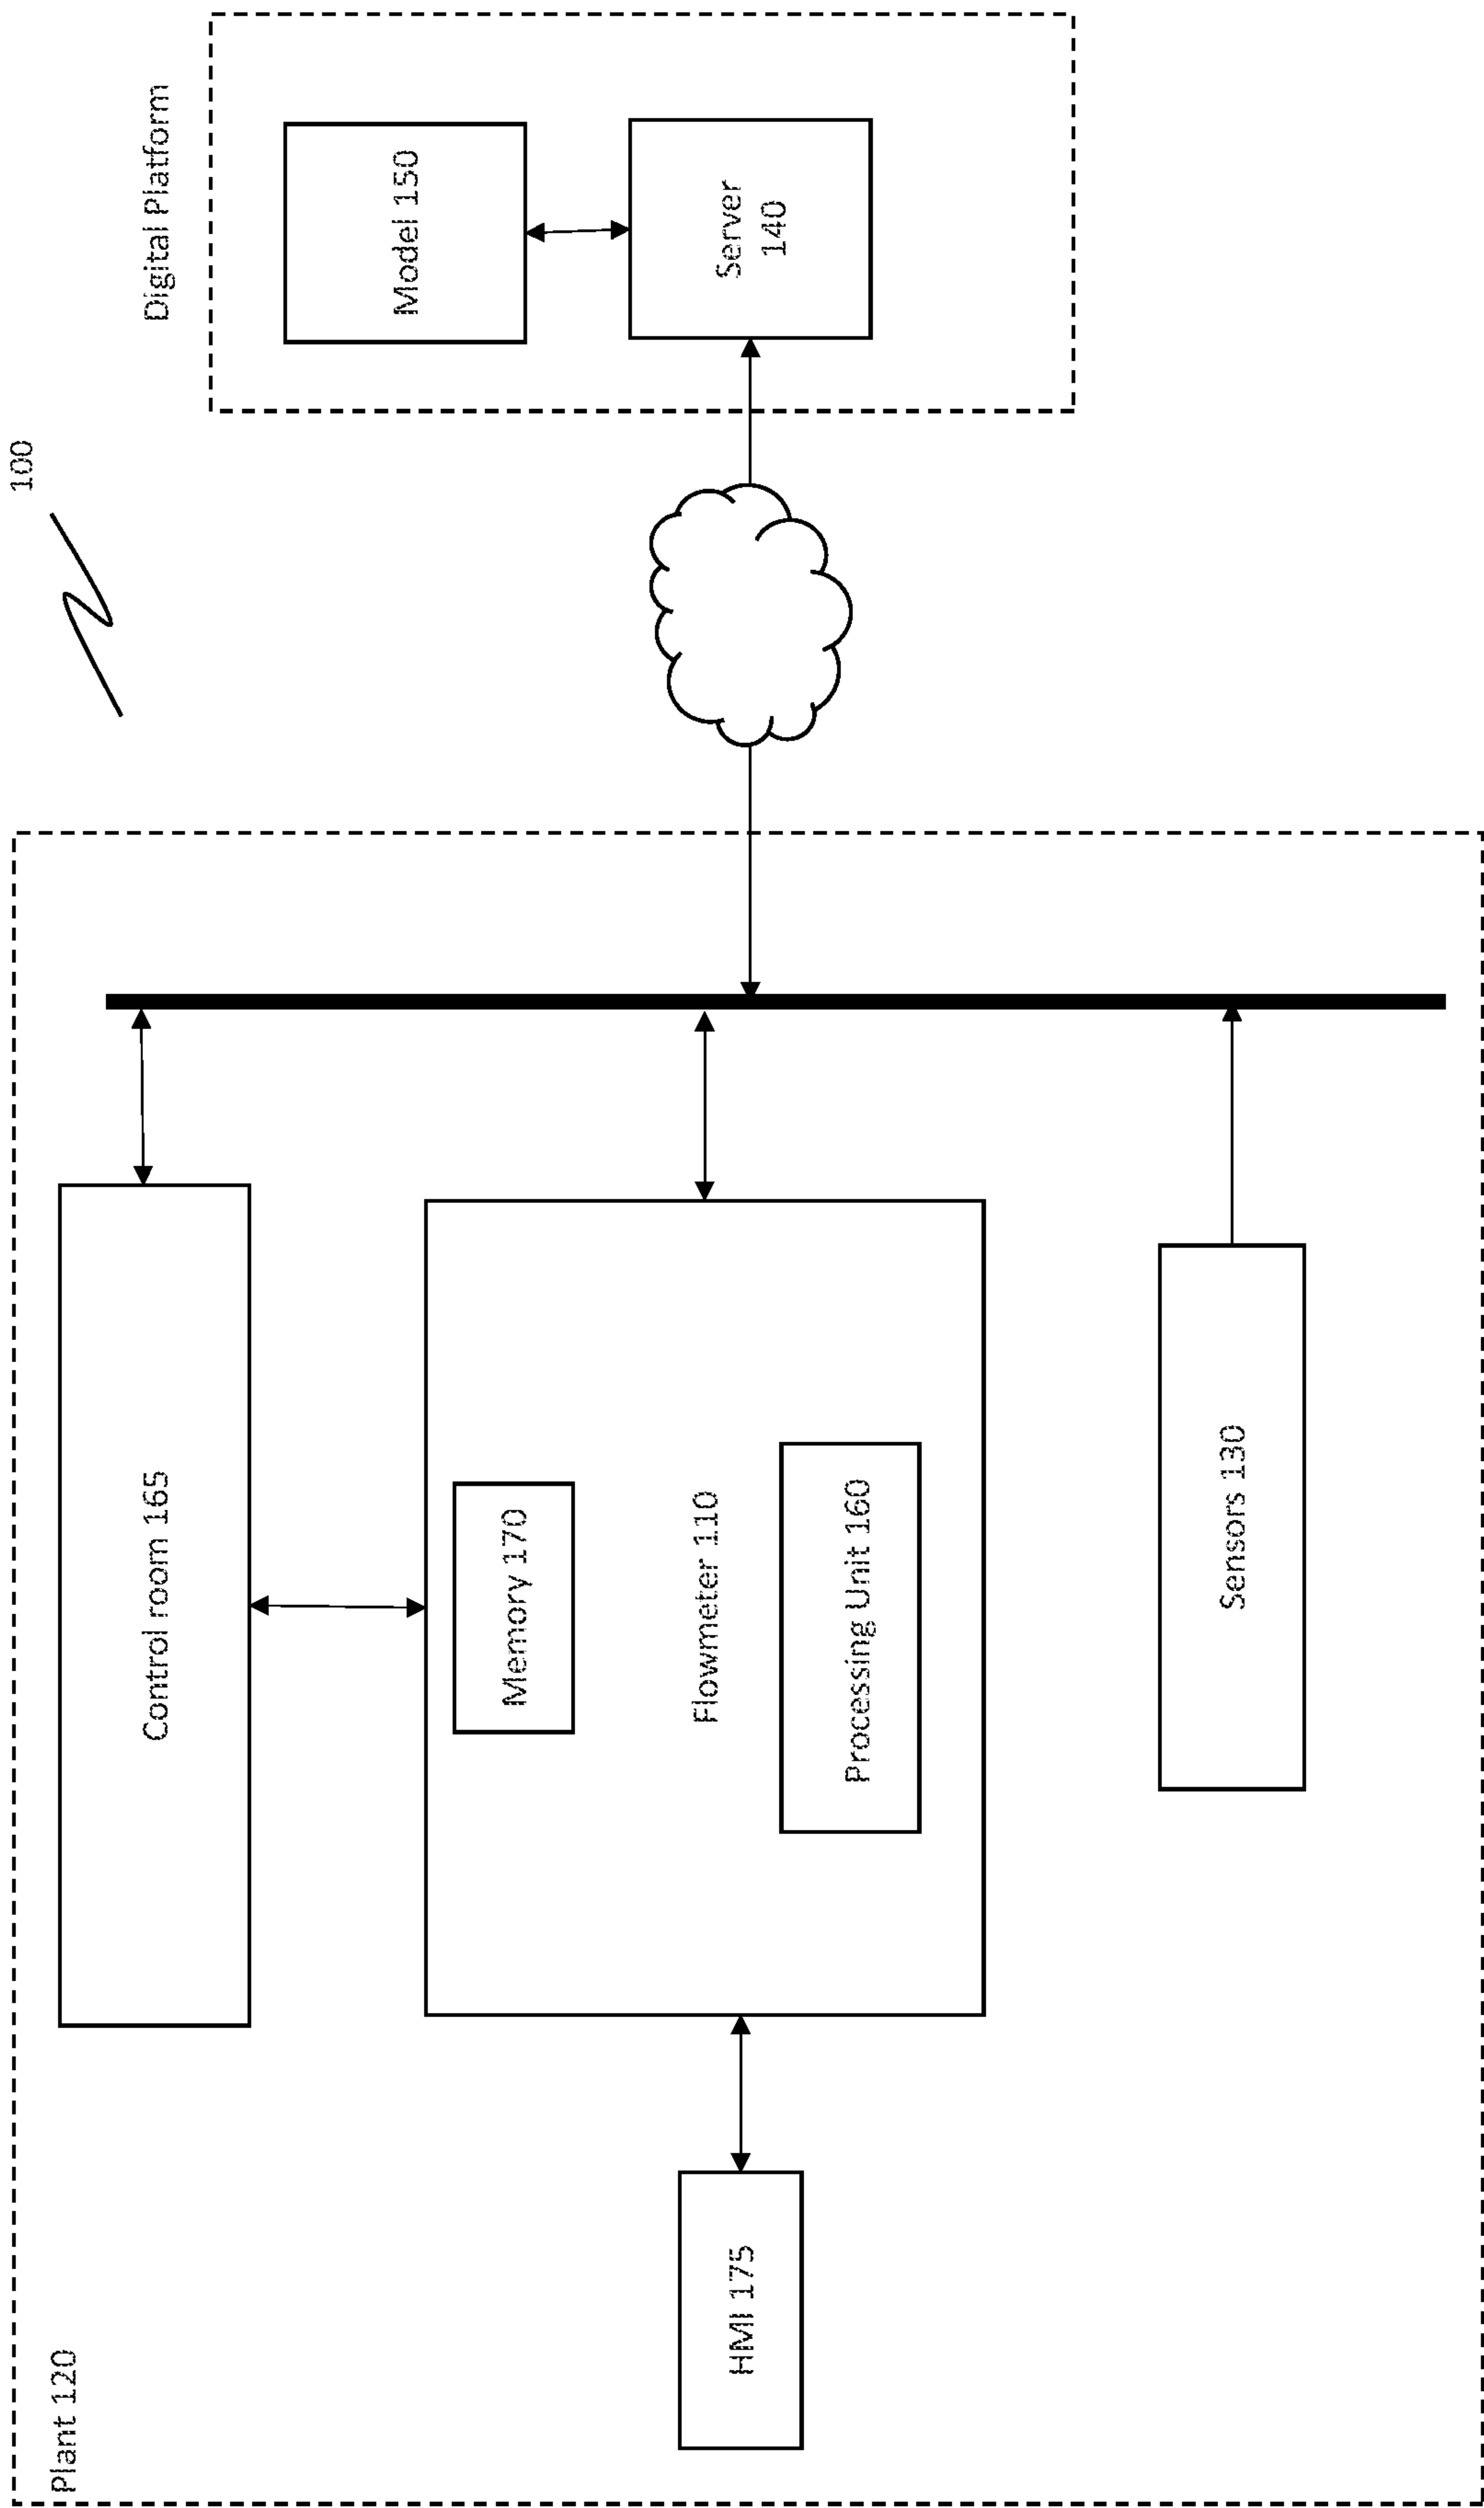 100
Plant 120
Control room 165
Memory 170
Flowmeter 110
Processing Unit 160
HMI 175
Sensors 130
Digital Platform
Model 150
Server
140